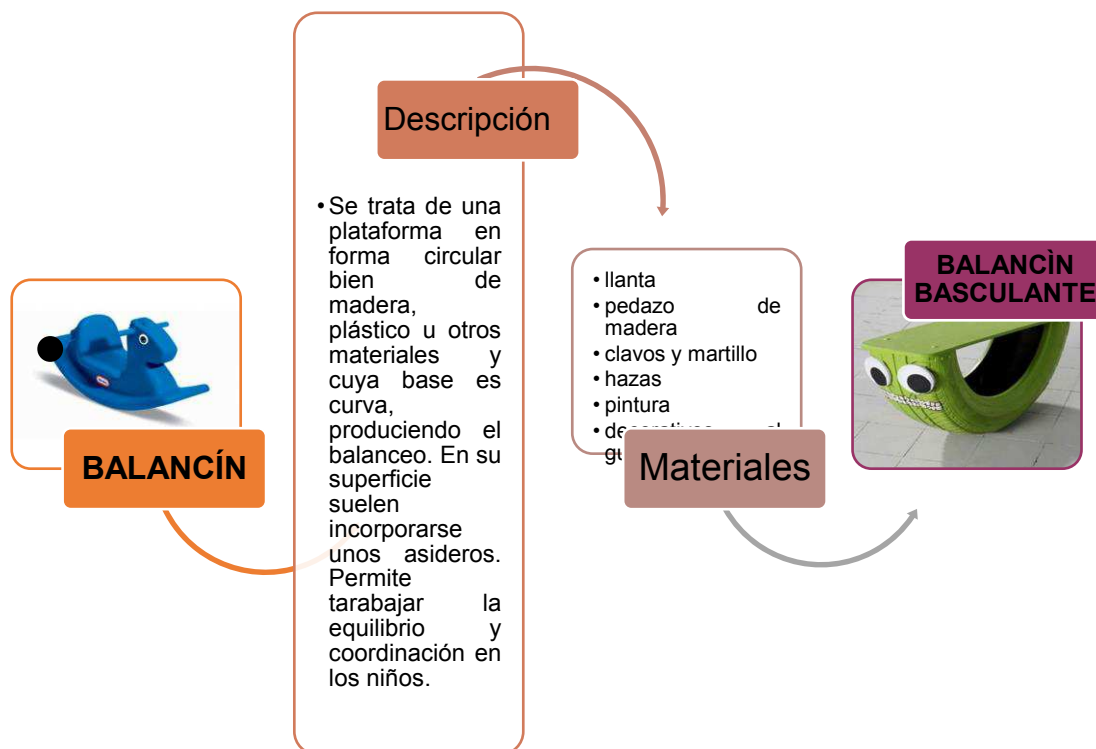 BALANCÍN
Descripción
• Se trata de una
plataforma en
forma circular
bien de
madera,
plástico u otros
materiales y
cuya base es
curva,
produciendo el
balanceo. En su
superficie
suelen
incorporarse
unos asideros.
Permite
tarabajar la
equilibrio y
coordinación en
los niños.
• llanta
• pedazo de
madera
• clavos y martillo
• hazas
• pintura
Materiales
BALANCÌN
BASCULANTE